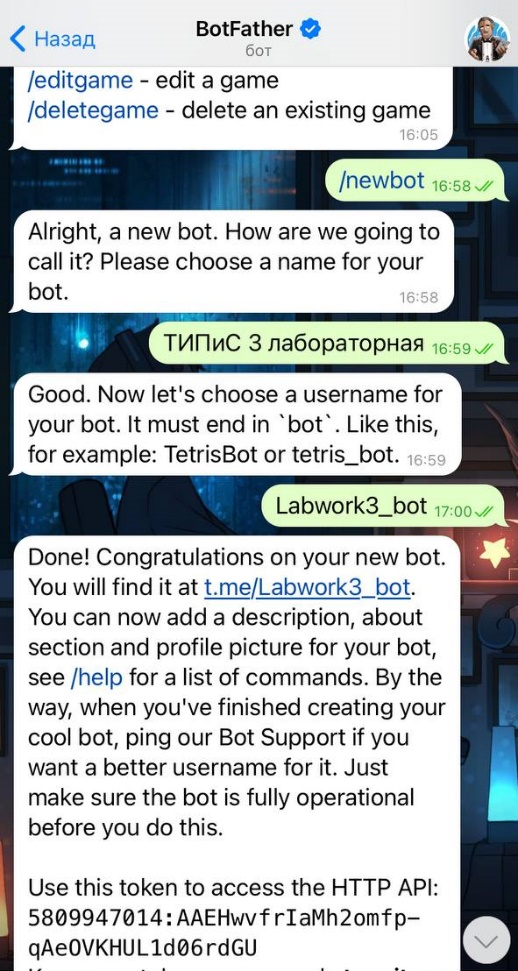 Назад
BotFather
бот
/editgame - edit a game
/deletegame - delete an existing game
16:05
/newbot 16:58
Alright, a new bot. How are we going to
call it? Please choose a name for your
bot.
16:58
ТИПиС 3 лабораторная 16:59
Good. Now let's choose a username for
your bot. It must end in `bot`. Like this,
for example: TetrisBot or tetris_bot. 16:59
Labwork3_bot 17:00
Done! Congratulations on your new bot.
You will find it at t.me/Labwork3_bot.
You can now add a description, about
section and profile picture for your bot,
see /help for a list of commands. By the
way, when you've finished creating your
cool bot, ping our Bot Support if you
want a better username for it. Just
make sure the bot is fully operational
before you do this.
Use this token to access the HTTP API:
5809947014:AAEHwvfrIaMh2omfp-
qAeOVKHUL1d06rdGU